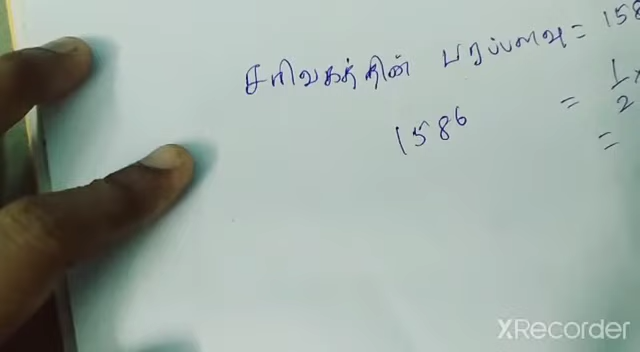 சரிவகத்தின் பரப்பளவு = 158
1586 = 1/2 ×
=
XRecorder